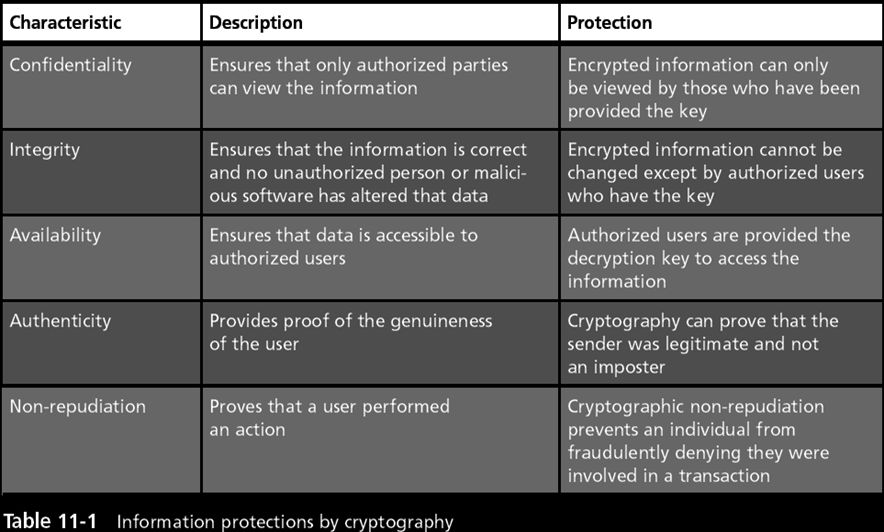 Characteristic Description Protection
Confidentiality Ensures that only authorized parties Encrypted information can only
can view the information be viewed by those who have been
provided the key
Integrity Ensures that the information is correct Encrypted information cannot be
and no unauthorized person or malici- changed except by authorized users
ous software has altered that data who have the key
Availability Ensures that data is accessible to Authorized users are provided the
authorized users decryption key to access the
information
Authenticity Provides proof of the genuineness Cryptography can prove that the
of the user sender was legitimate and not
an imposter
Non-repudiation Proves that a user performed Cryptographic non-repudiation
an action prevents an individual from
fraudulently denying they were
involved in a transaction
Table 11-1 Information protections by cryptography